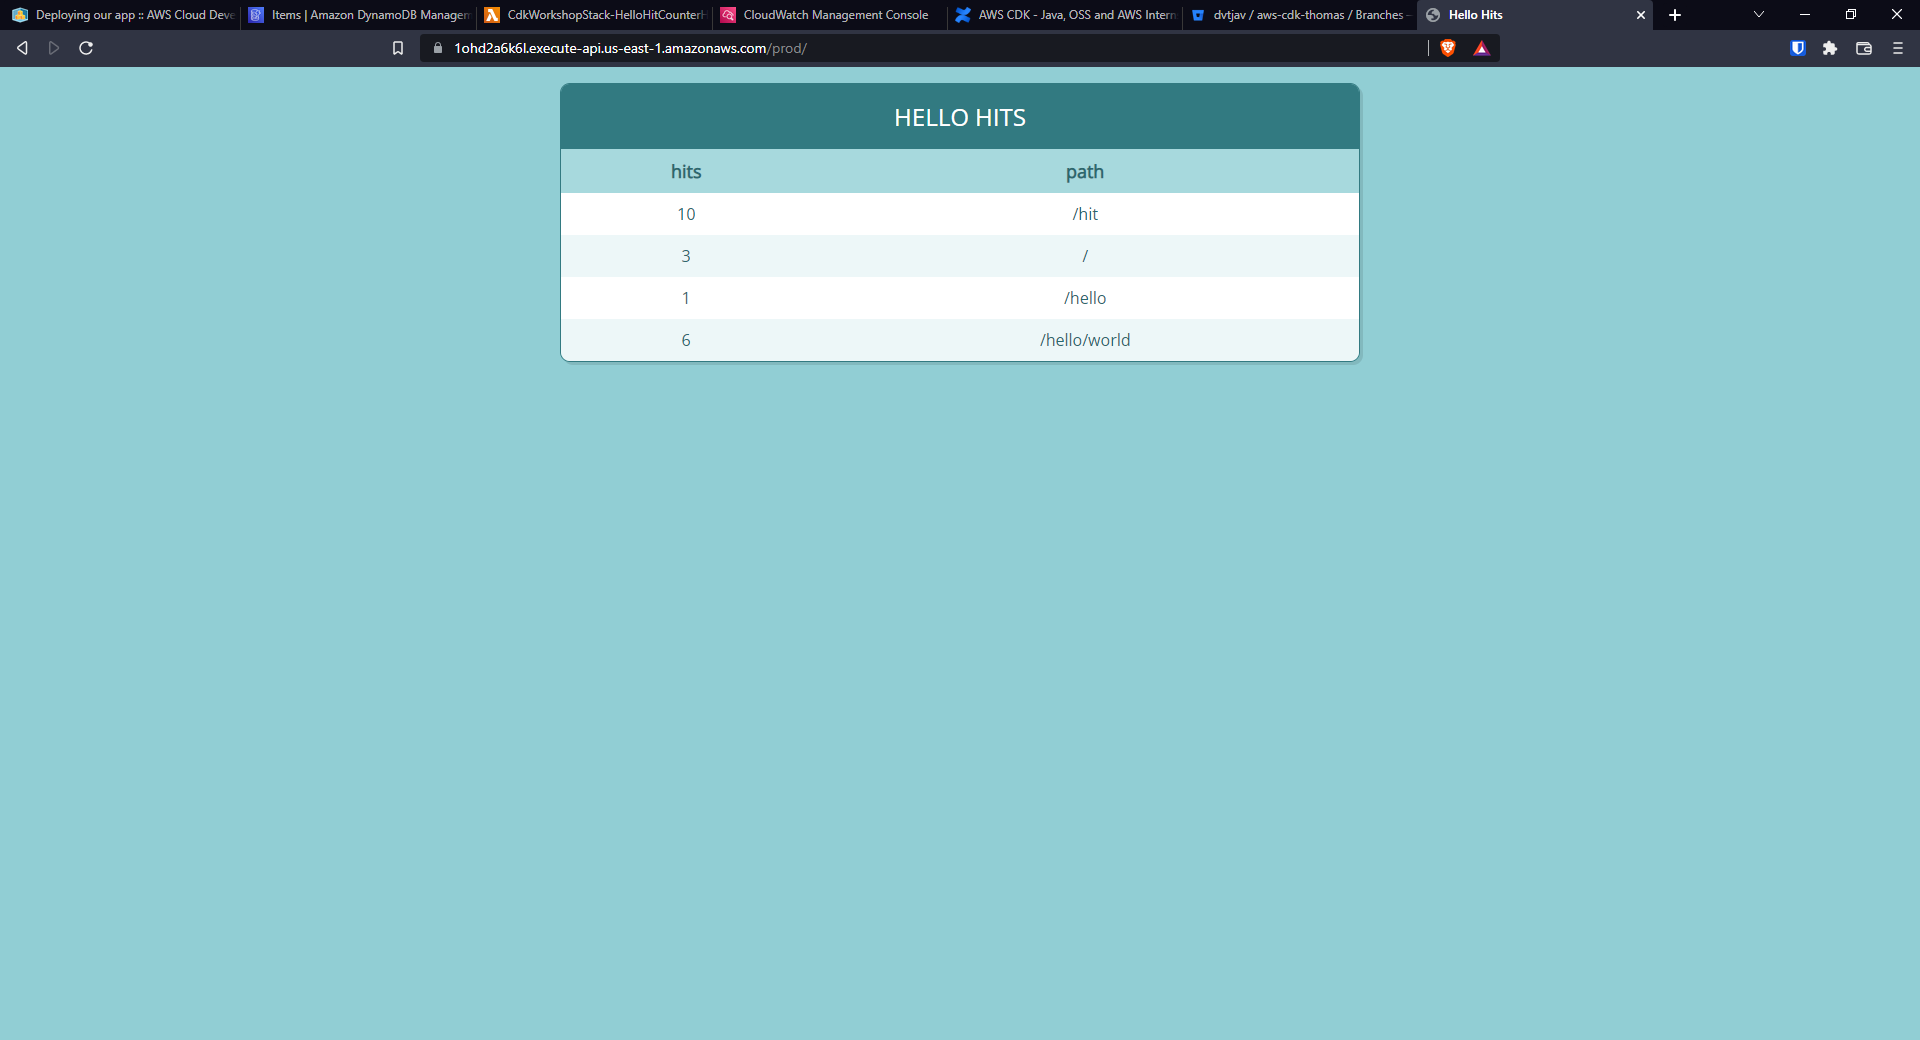 Deploying our app :: AWS Cloud Deve
Items | Amazon DynamoDB Managem
CdkWorkshopStack-HelloHitCounterH
CloudWatch Management Console
AWS CDK - Java, OSS and AWS Intern
dvtjav / aws-cdk-thomas / Branches –
Hello Hits
1ohd2a6k6l.execute-api.us-east-1.amazonaws.com/prod/
HELLO HITS
hits path
10 /hit
3 /
1 /hello
6 /hello/world